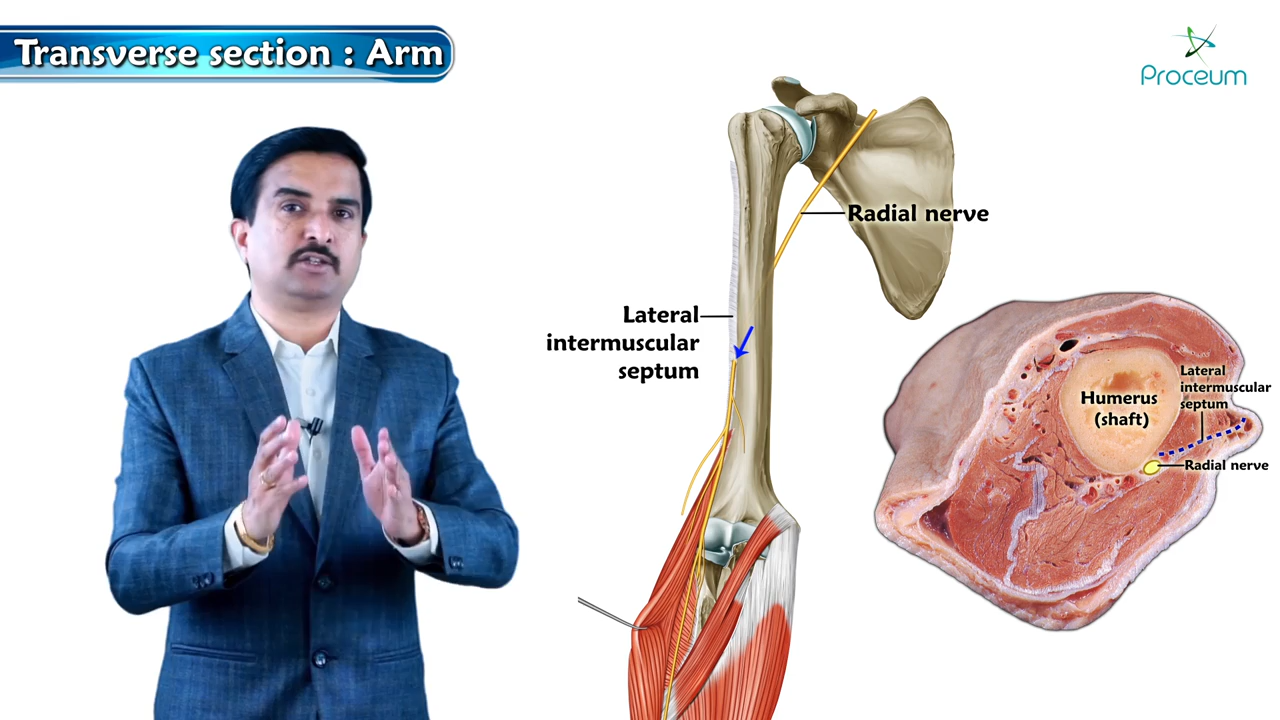 Transverse section : Arm
Proceum
Radial nerve
Lateral
intermuscular
septum
Humerus
(shaft)
Lateral
intermuscular
septum
Radial nerve